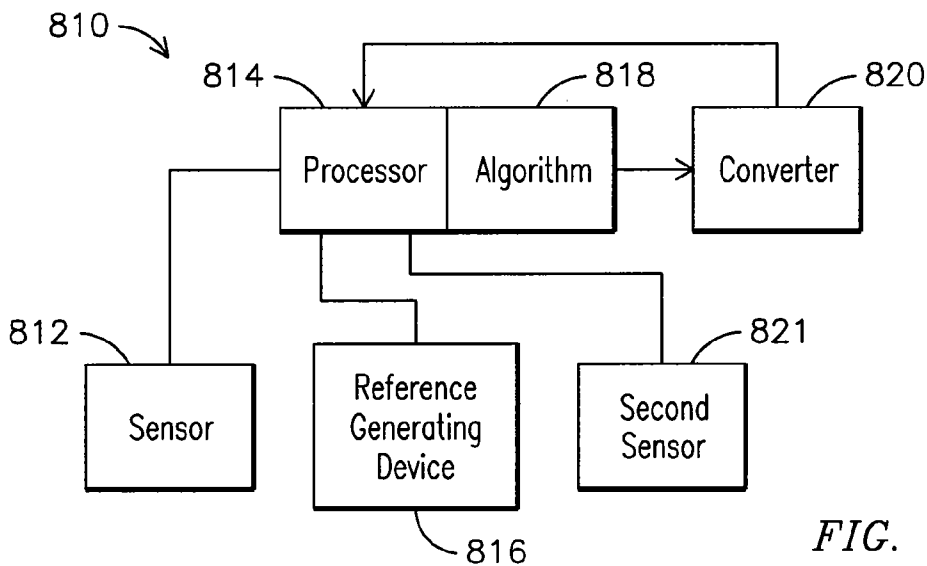 810
814
818
820
Processor
Algorithm
Converter
812
821
Sensor
Reference
Generating
Device
Second
Sensor
816
FIG.